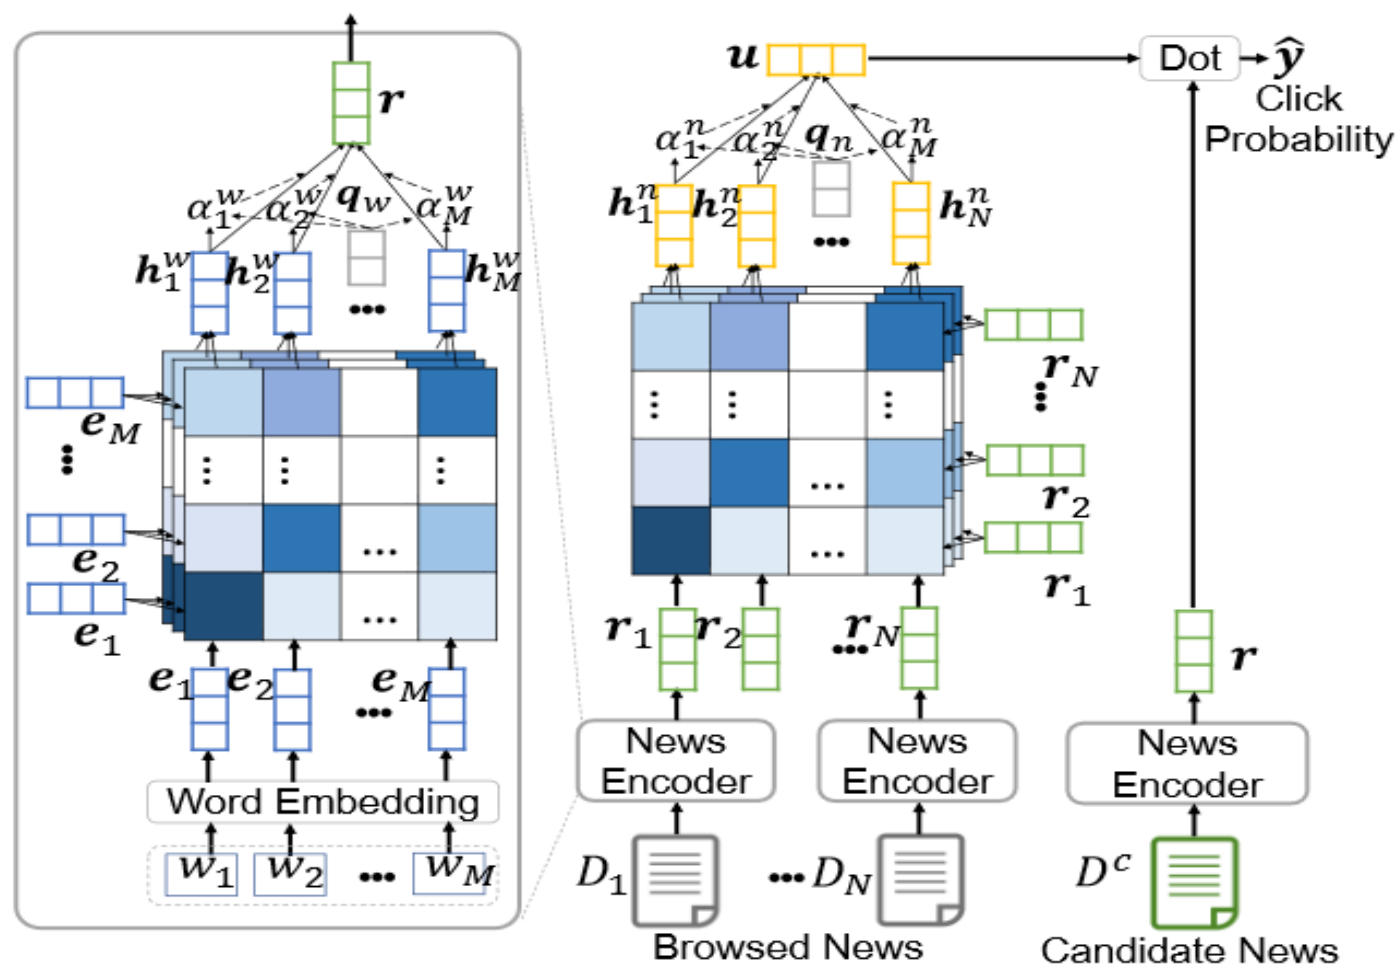 r
α₁ʷ α₂ʷ q_w α_Mʷ
h₁ʷ h₂ʷ h_Mʷ
...
e_M
...
e₂
e₁
...
...
e₁ e₂ ... e_M
Word Embedding
w₁ w₂ ... w_M
u
Dot ŷ
Click
Probability
α₁ⁿ α₂ⁿ q_n α_Mⁿ
h₁ⁿ h₂ⁿ ... h_Nⁿ
r_N
...
r₂
r₁
...
...
r₁ r₂ ... r_N
r
News
Encoder
News
Encoder
News
Encoder
D₁ ... D_N
Dᶜ
Browsed News
Candidate News